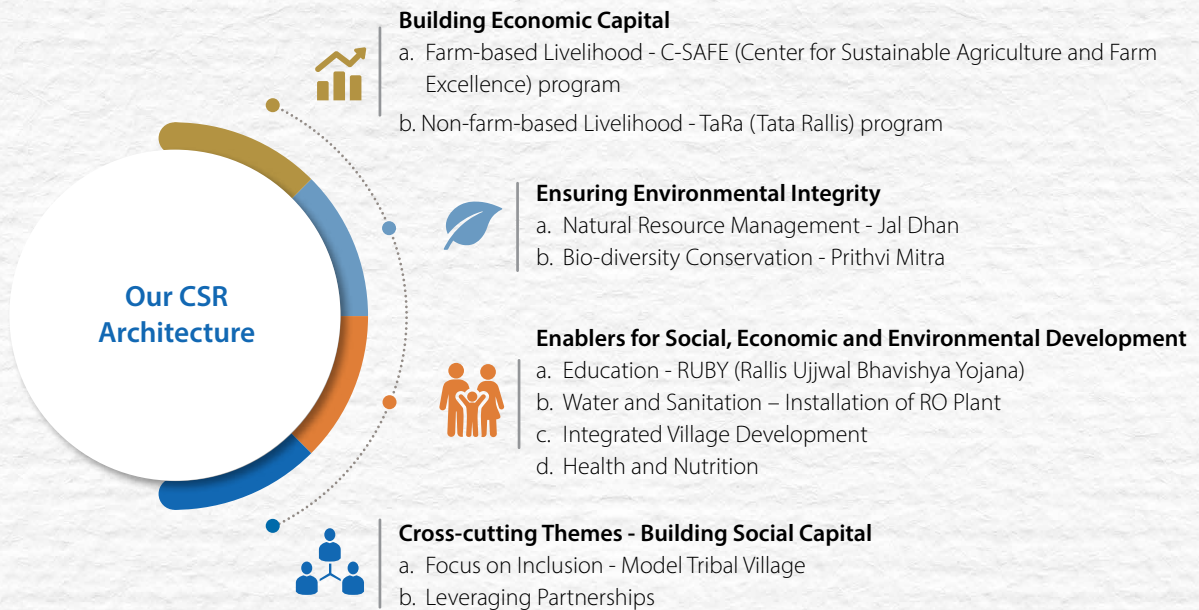 Building Economic Capital
a. Farm-based Livelihood - C-SAFE (Center for Sustainable Agriculture and Farm
Excellence) program
b. Non-farm-based Livelihood - TaRa (Tata Rallis) program
Ensuring Environmental Integrity
a. Natural Resource Management - Jal Dhan
b. Bio-diversity Conservation - Prithvi Mitra
Our CSR
Architecture
Enablers for Social, Economic and Environmental Development
a. Education - RUBY (Rallis Ujjwal Bhavishya Yojana)
b. Water and Sanitation – Installation of RO Plant
c. Integrated Village Development
d. Health and Nutrition
Cross-cutting Themes - Building Social Capital
a. Focus on Inclusion - Model Tribal Village
b. Leveraging Partnerships